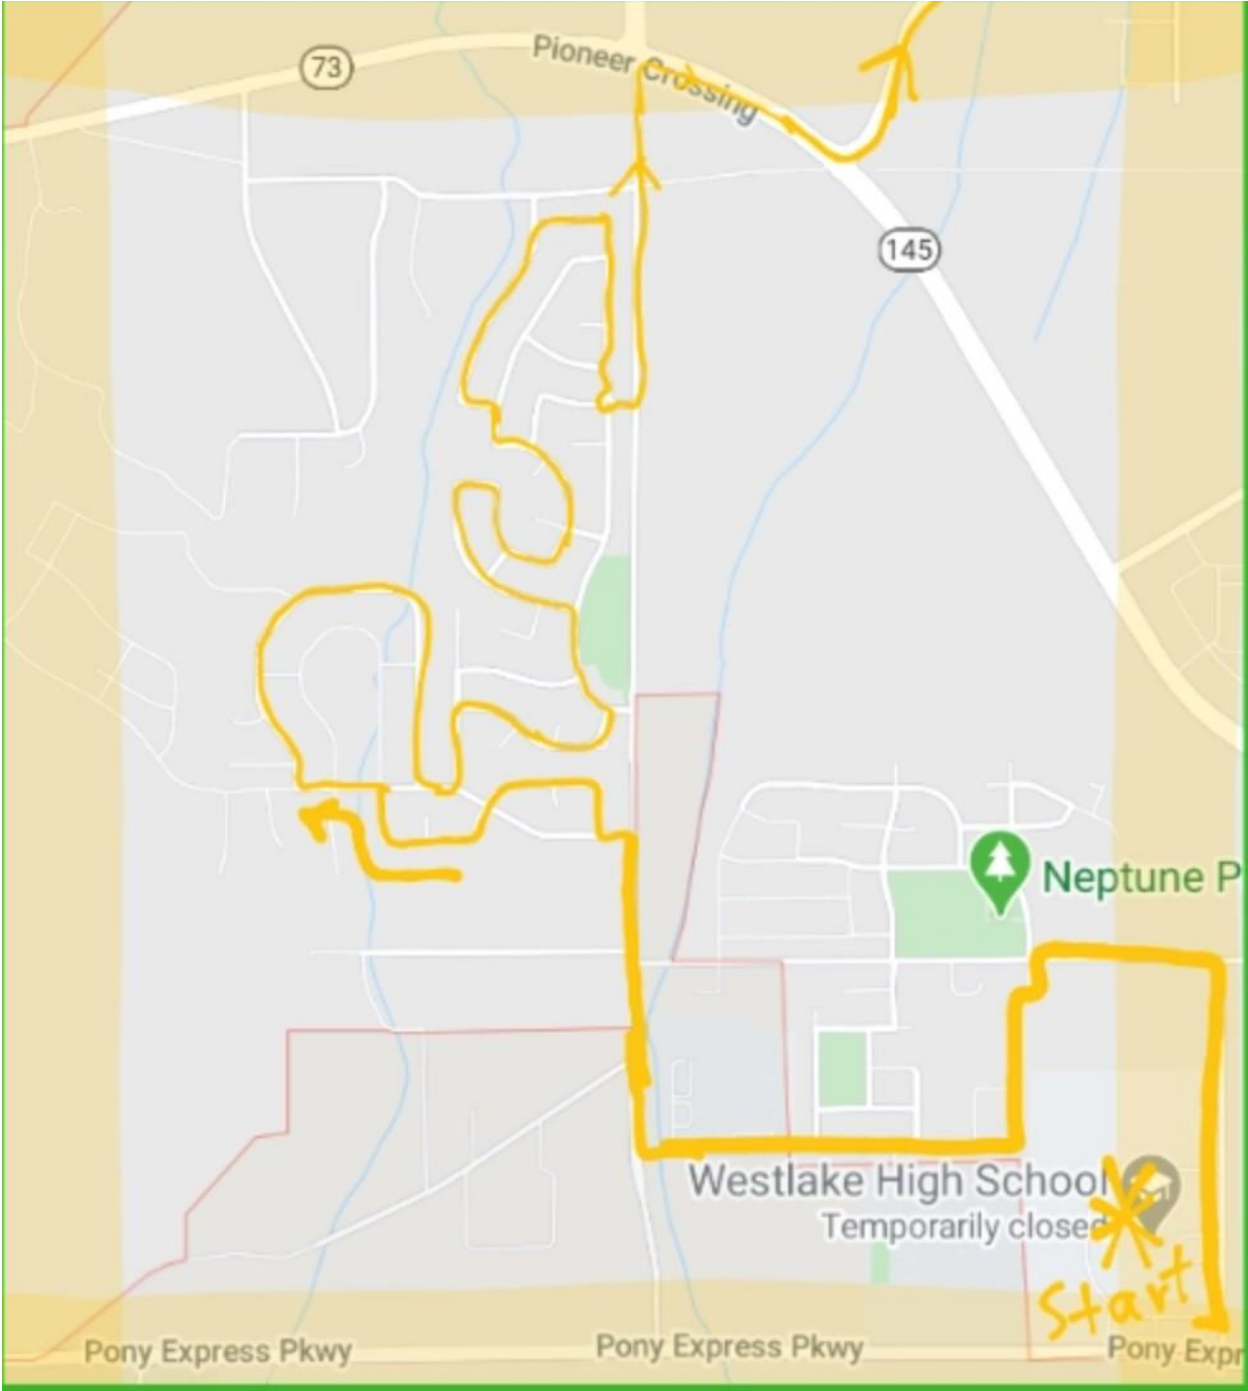 73
Pioneer Crossing
145
Neptune P
Westlake High School
Temporarily closed
Start
Pony Express Pkwy
Pony Express Pkwy
Pony Expr